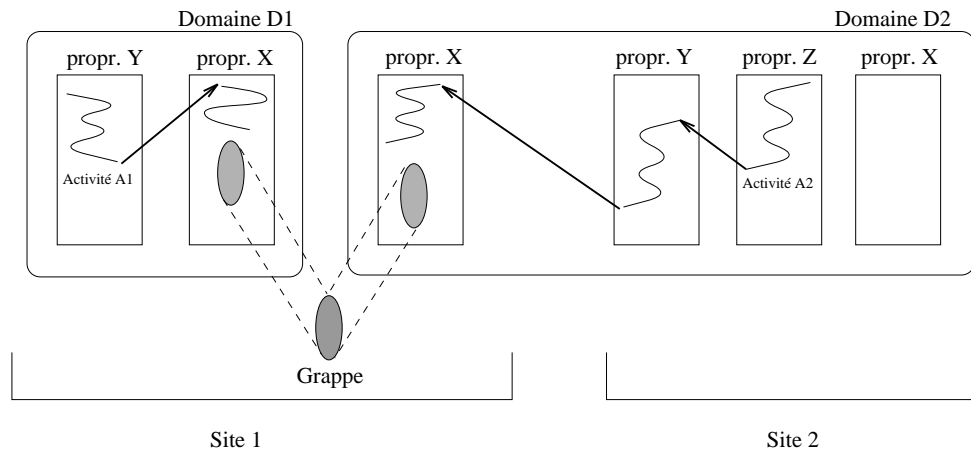 Domaine D1
Domaine D2
propr. Y
propr. X
propr. X
propr. Y
propr. Z
propr. X
Activité A1
Activité A2
Grappe
Site 1
Site 2